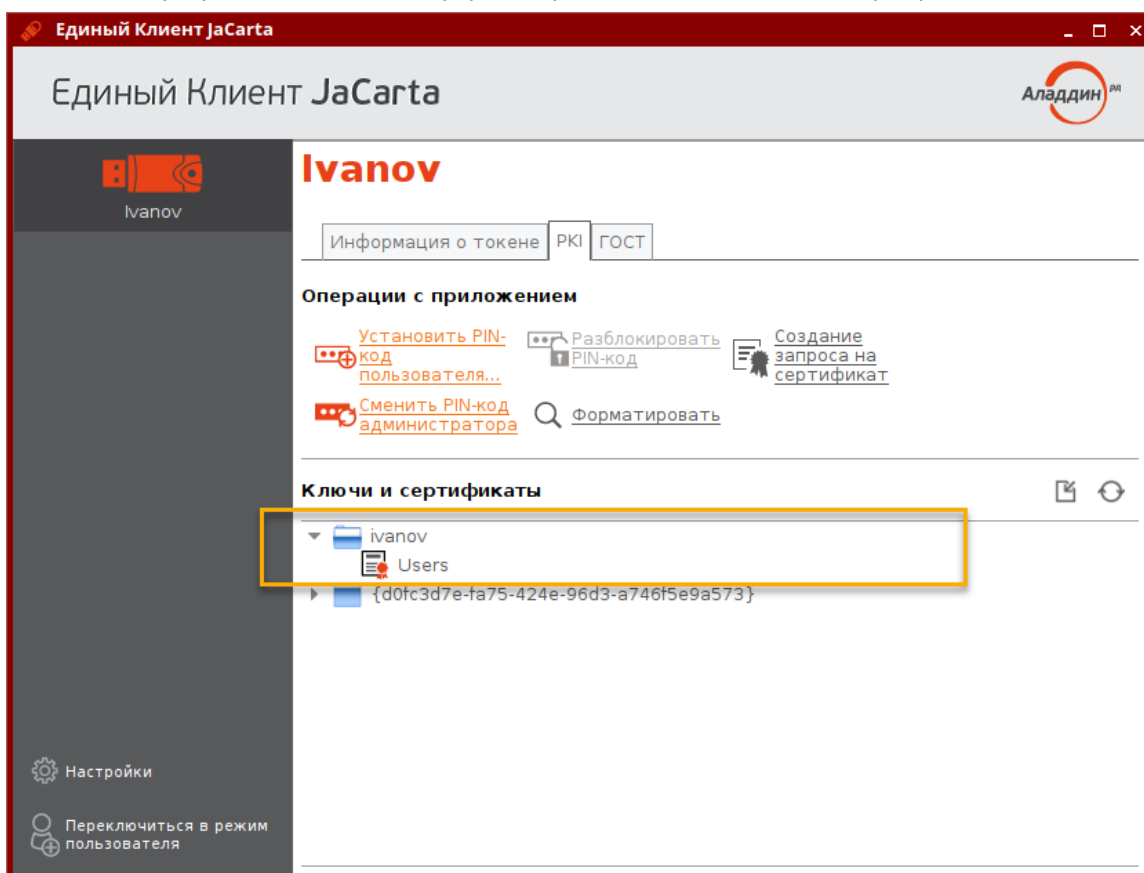 Единый Клиент JaCarta
Единый Клиент JaCarta
Аладдин РД
Ivanov
Ivanov
Информация о токене PKI ГОСТ
Операции с приложением
Установить PIN-
код
пользователя...
Разблокировать
PIN-код
Создание
запроса на
сертификат
Сменить PIN-код
администратора
Форматировать
Ключи и сертификаты
ivanov
Users
{d0fc3d7e-fa75-424e-96d3-a746f5e9a573}
Настройки
Переключиться в режим
пользователя